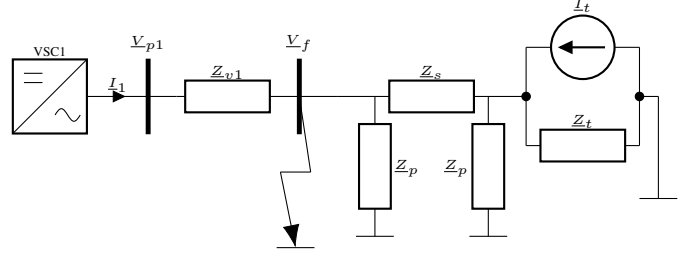 I_t
V_p1
V_f
VSC1
I_1
Z_v1
Z_s
Z_t
Z_p
Z_p